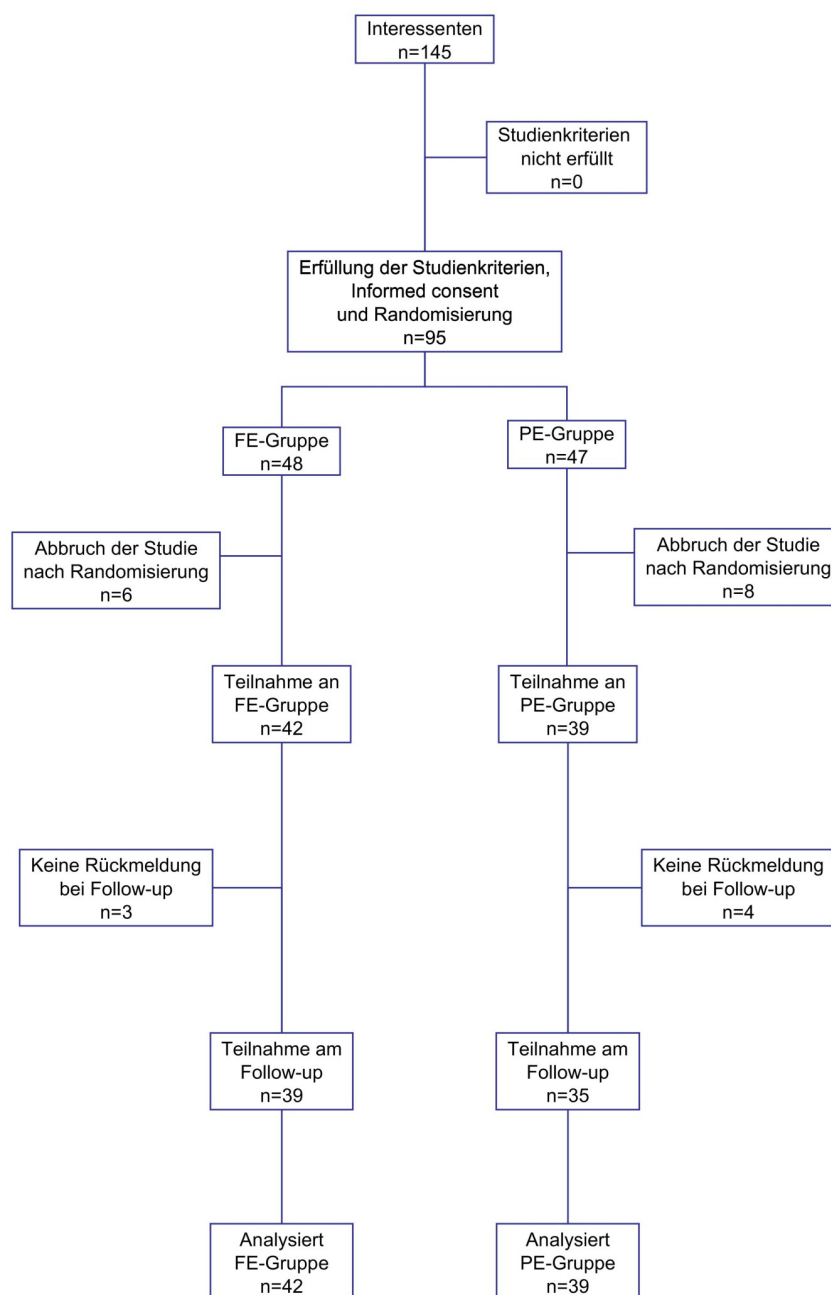 Interessenten
n=145
Studienkriterien
nicht erfüllt
n=0
Erfüllung der Studienkriterien,
Informed consent
und Randomisierung
n=95
FE-Gruppe
n=48
PE-Gruppe
n=47
Abbruch der Studie
nach Randomisierung
n=6
Abbruch der Studie
nach Randomisierung
n=8
Teilnahme an
FE-Gruppe
n=42
Teilnahme an
PE-Gruppe
n=39
Keine Rückmeldung
bei Follow-up
n=3
Keine Rückmeldung
bei Follow-up
n=4
Teilnahme am
Follow-up
n=39
Teilnahme am
Follow-up
n=35
Analysiert
FE-Gruppe
n=42
Analysiert
PE-Gruppe
n=39